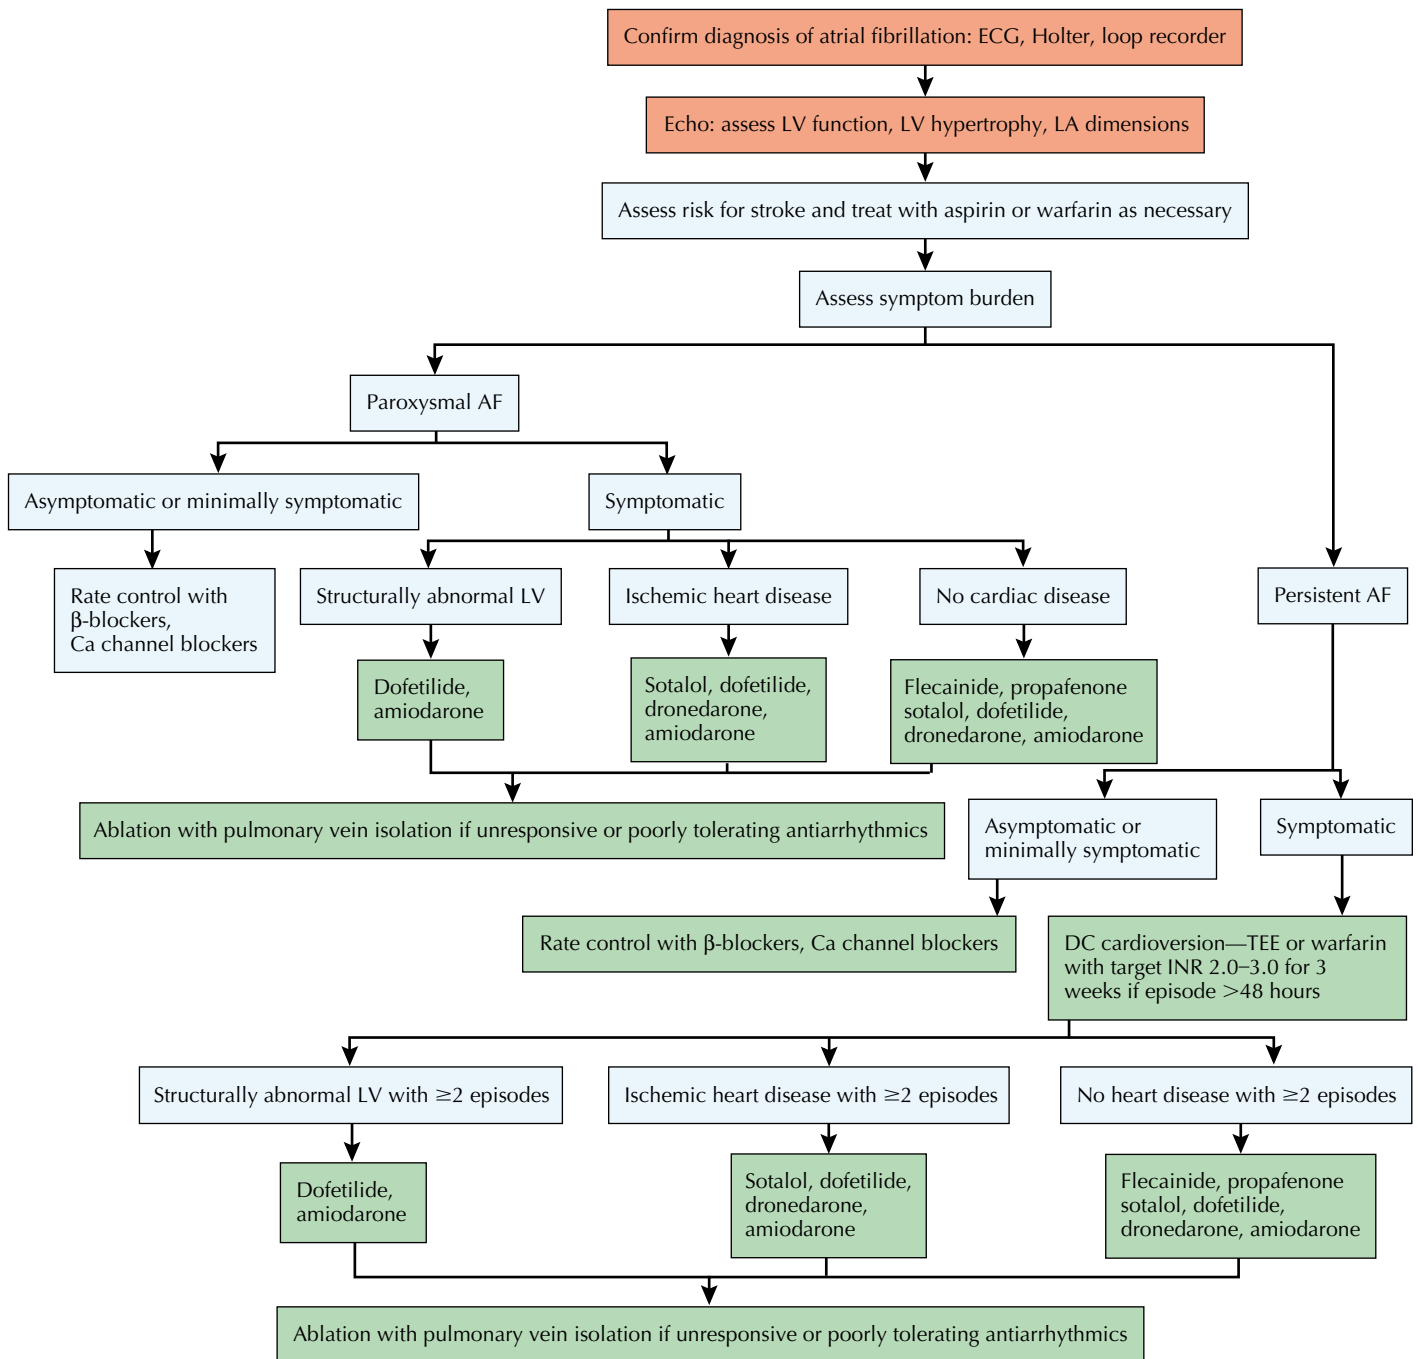 Confirm diagnosis of atrial fibrillation: ECG, Holter, loop recorder
Echo: assess LV function, LV hypertrophy, LA dimensions
Assess risk for stroke and treat with aspirin or warfarin as necessary
Assess symptom burden
Paroxysmal AF
Asymptomatic or minimally symptomatic
Symptomatic
Rate control with
β-blockers,
Ca channel blockers
Structurally abnormal LV
Ischemic heart disease
No cardiac disease
Persistent AF
Dofetilide,
amiodarone
Sotalol, dofetilide,
dronedarone,
amiodarone
Flecainide, propafenone
sotalol, dofetilide,
dronedarone, amiodarone
Ablation with pulmonary vein isolation if unresponsive or poorly tolerating antiarrhythmics
Asymptomatic or
minimally symptomatic
Symptomatic
Rate control with β-blockers, Ca channel blockers
DC cardioversion—TEE or warfarin
with target INR 2.0–3.0 for 3
weeks if episode >48 hours
Structurally abnormal LV with ≥2 episodes
Ischemic heart disease with ≥2 episodes
No heart disease with ≥2 episodes
Dofetilide,
amiodarone
Sotalol, dofetilide,
dronedarone,
amiodarone
Flecainide, propafenone
sotalol, dofetilide,
dronedarone, amiodarone
Ablation with pulmonary vein isolation if unresponsive or poorly tolerating antiarrhythmics